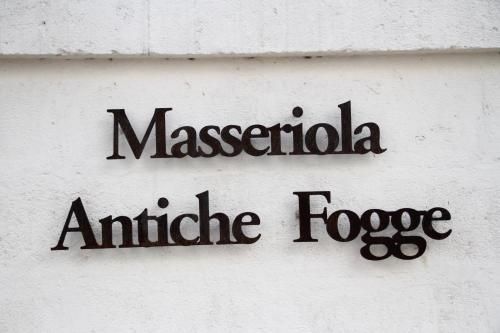 Masseriola
Antiche Fogge